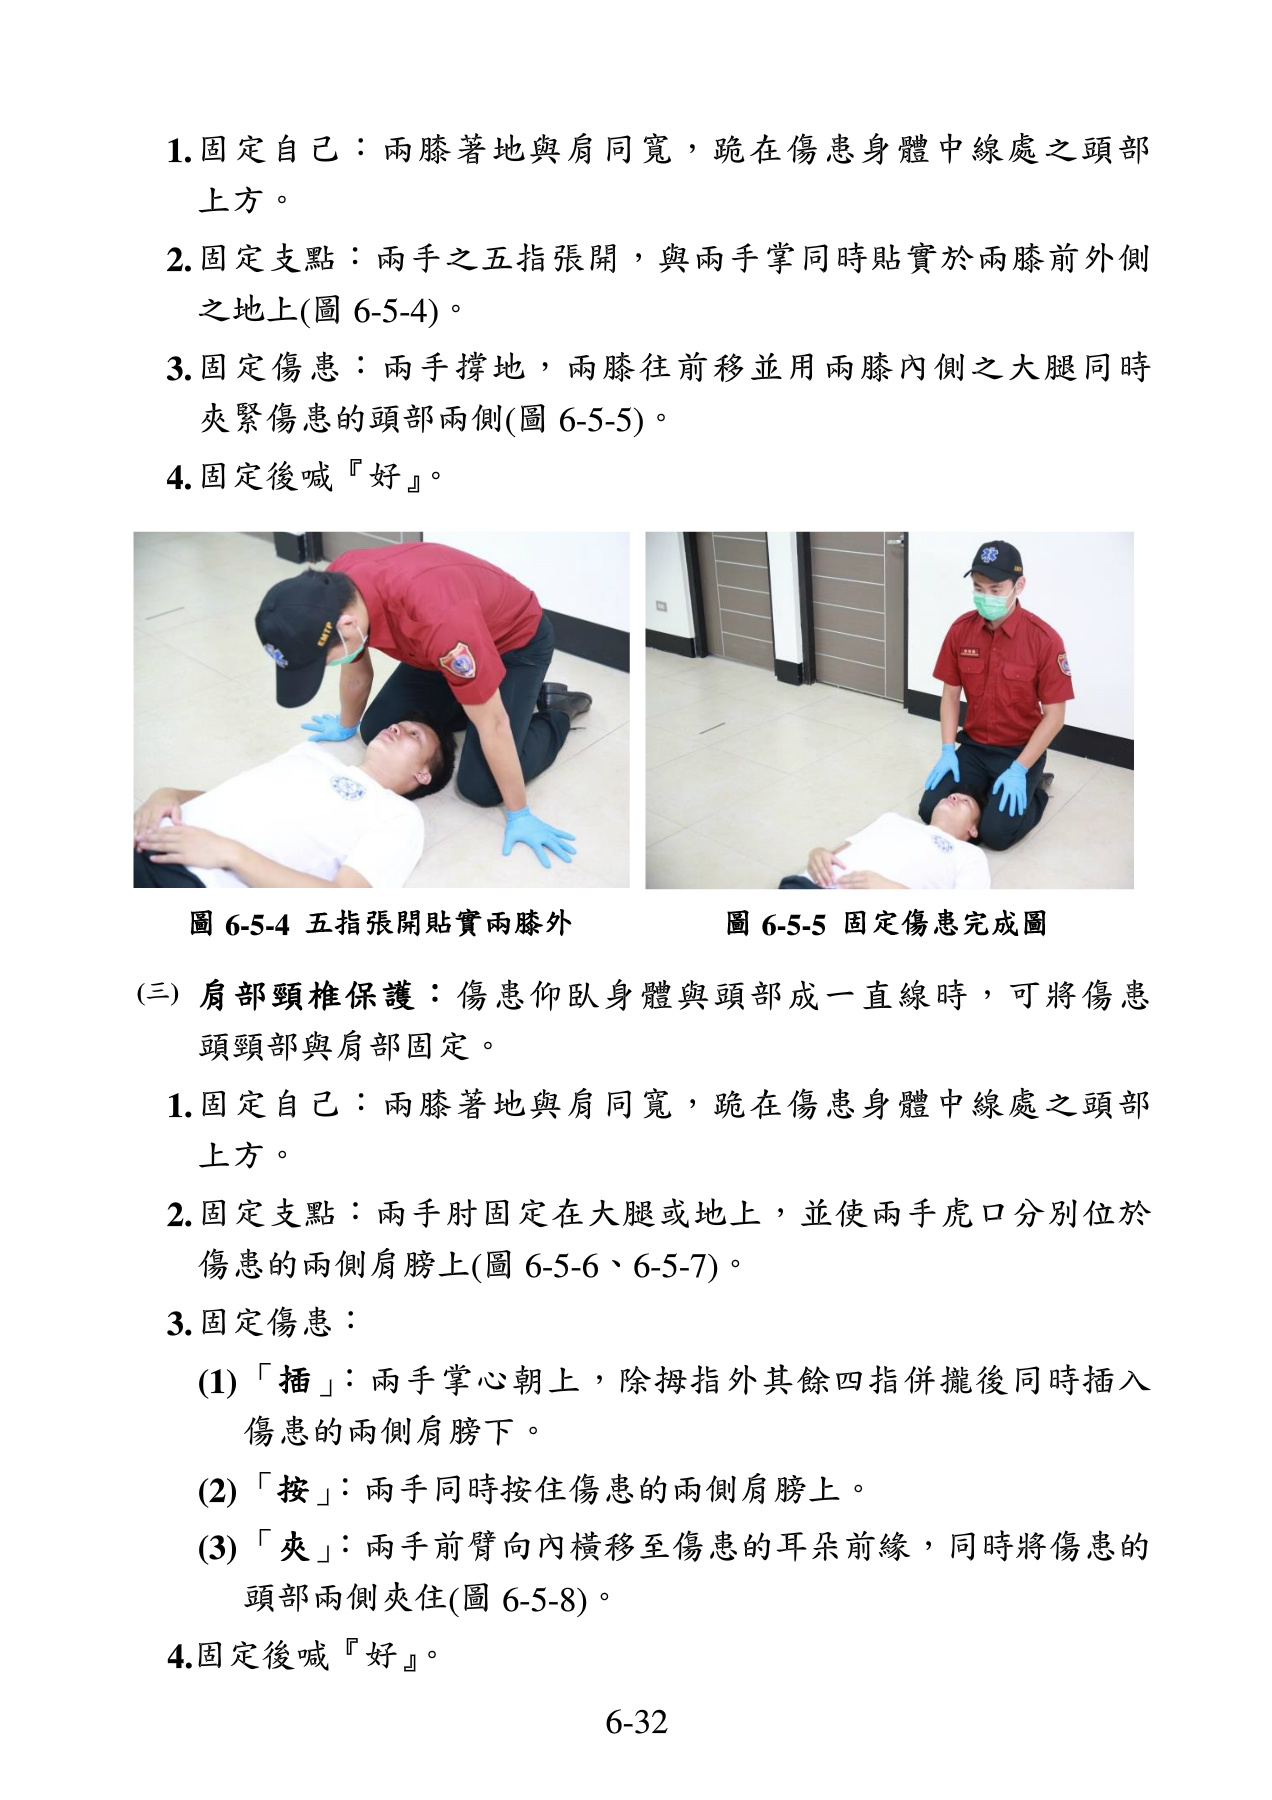 1.固定自己：兩膝著地與肩同寬，跪在傷患身體中線處之頭部
上方。
2.固定支點：兩手之五指張開，與兩手掌同時貼實於兩膝前外側
之地上(圖 6-5-4)。
3.固定傷患：兩手撐地，兩膝往前移並用兩膝內側之大腿同時
夾緊傷患的頭部兩側(圖 6-5-5)。
4.固定後喊『好』。
EMTP
圖 6-5-4 五指張開貼實兩膝外
圖 6-5-5 固定傷患完成圖
(三) 肩部頸椎保護：傷患仰臥身體與頭部成一直線時，可將傷患
頭頸部與肩部固定。
1.固定自己：兩膝著地與肩同寬，跪在傷患身體中線處之頭部
上方。
2.固定支點：兩手肘固定在大腿或地上，並使兩手虎口分別位於
傷患的兩側肩膀上(圖 6-5-6、6-5-7)。
3.固定傷患：
(1)「插」：兩手掌心朝上，除拇指外其餘四指併攏後同時插入
傷患的兩側肩膀下。
(2)「按」：兩手同時按住傷患的兩側肩膀上。
(3)「夾」：兩手前臂向內橫移至傷患的耳朵前緣，同時將傷患的
頭部兩側夾住(圖 6-5-8)。
4.固定後喊『好』。
6-32